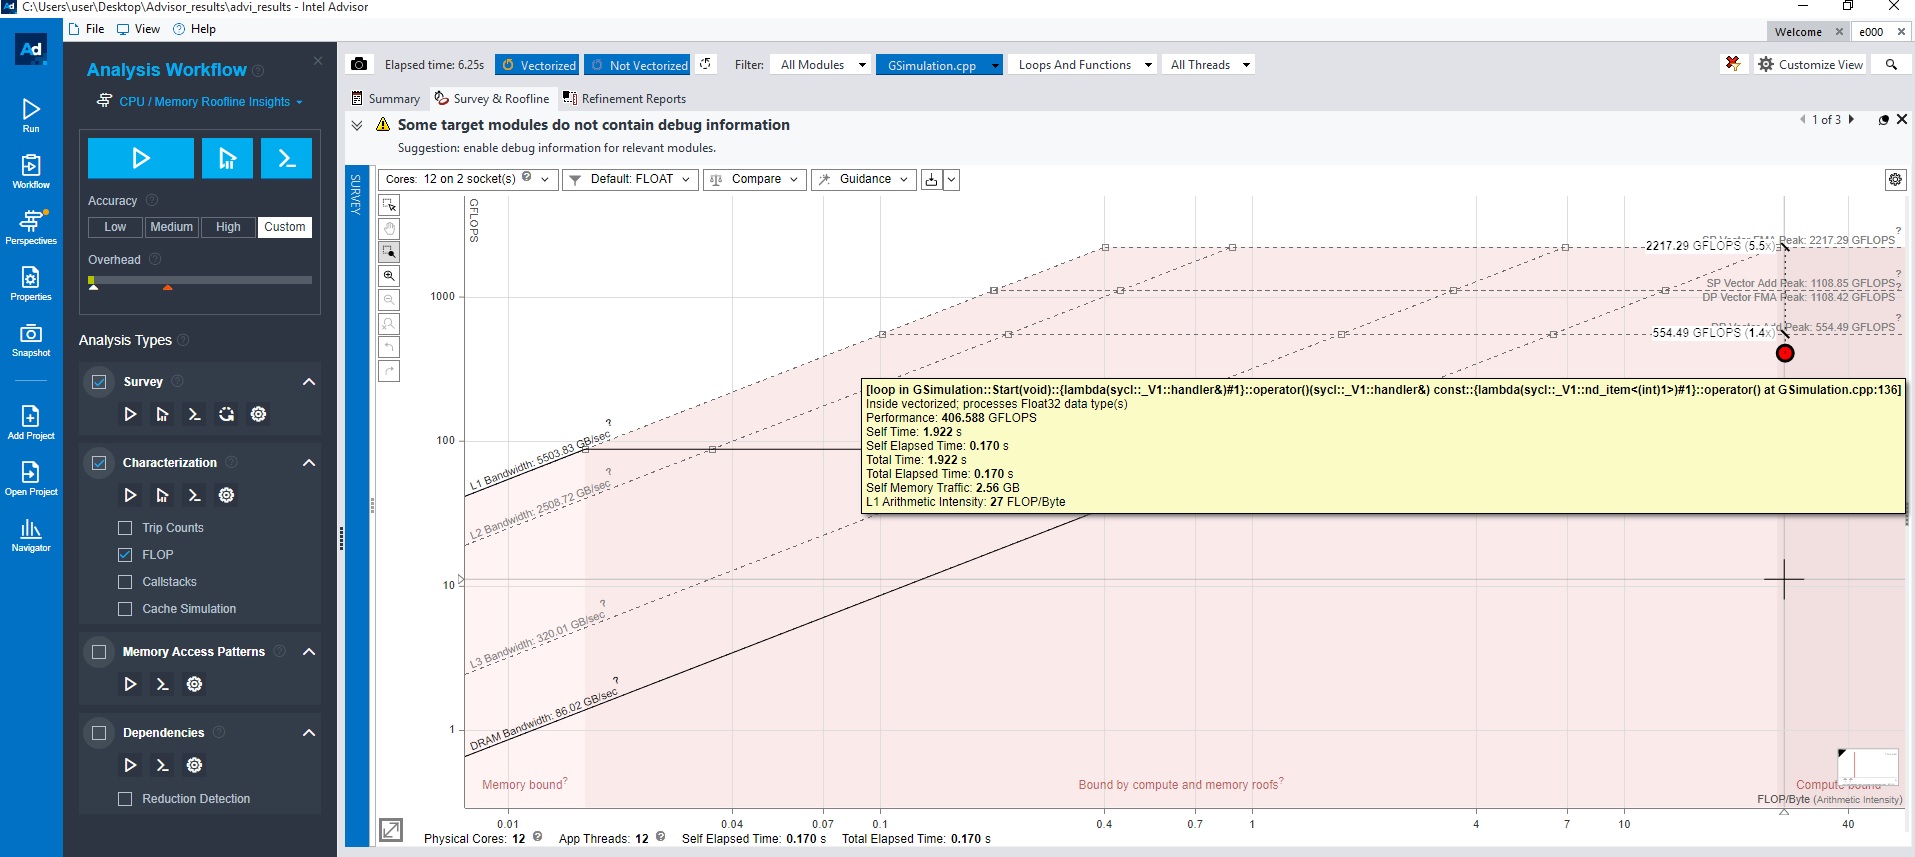 C:\Users\user\Desktop\Advisor_results\advi_results - Intel Advisor
File View Help
Welcome e000
Ad
Run
Workflow
Perspectives
Properties
Snapshot
Add Project
Open Project
Navigator
Analysis Workflow
CPU / Memory Roofline Insights
Accuracy
Low Medium High Custom
Overhead
Analysis Types
Survey
Characterization
Trip Counts
FLOP
Callstacks
Cache Simulation
Memory Access Patterns
Dependencies
Reduction Detection
Elapsed time: 6.25s Vectorized Not Vectorized Filter: All Modules GSimulation.cpp Loops And Functions All Threads Customize View
Summary Survey & Roofline Refinement Reports
Some target modules do not contain debug information
1 of 3
Suggestion: enable debug information for relevant modules.
SURVEY
Cores: 12 on 2 socket(s) Default: FLOAT Compare Guidance
GFLOPS
SP Vector FMA Peak: 2217.29 GFLOPS ?
2217.29 GFLOPS (5.5x)
SP Vector Add Peak: 1108.85 GFLOPS ?
DP Vector FMA Peak: 1108.42 GFLOPS ?
DP Vector Add Peak: 554.49 GFLOPS ?
554.49 GFLOPS (1.4x)
1000
100
10
1
L1 Bandwidth: 5503.83 GB/sec ?
L2 Bandwidth: 2508.72 GB/sec ?
L3 Bandwidth: 320.01 GB/sec ?
DRAM Bandwidth: 86.02 GB/sec ?
[loop in GSimulation::Start(void)::{lambda(sycl::_V1::handler&)#1}::operator()(sycl::_V1::handler&) const::{lambda(sycl::_V1::nd_item<(int)1>)#1}::operator() at GSimulation.cpp:136]
Inside vectorized; processes Float32 data type(s)
Performance: 406.588 GFLOPS
Self Time: 1.922 s
Self Elapsed Time: 0.170 s
Total Time: 1.922 s
Total Elapsed Time: 0.170 s
Self Memory Traffic: 2.56 GB
L1 Arithmetic Intensity: 27 FLOP/Byte
Memory bound? Bound by compute and memory roofs? Compute bound
FLOP/Byte (Arithmetic Intensity)
0.01 0.04 0.07 0.1 0.4 0.7 1 4 7 10 40
Physical Cores: 12 App Threads: 12 Self Elapsed Time: 0.170 s Total Elapsed Time: 0.170 s